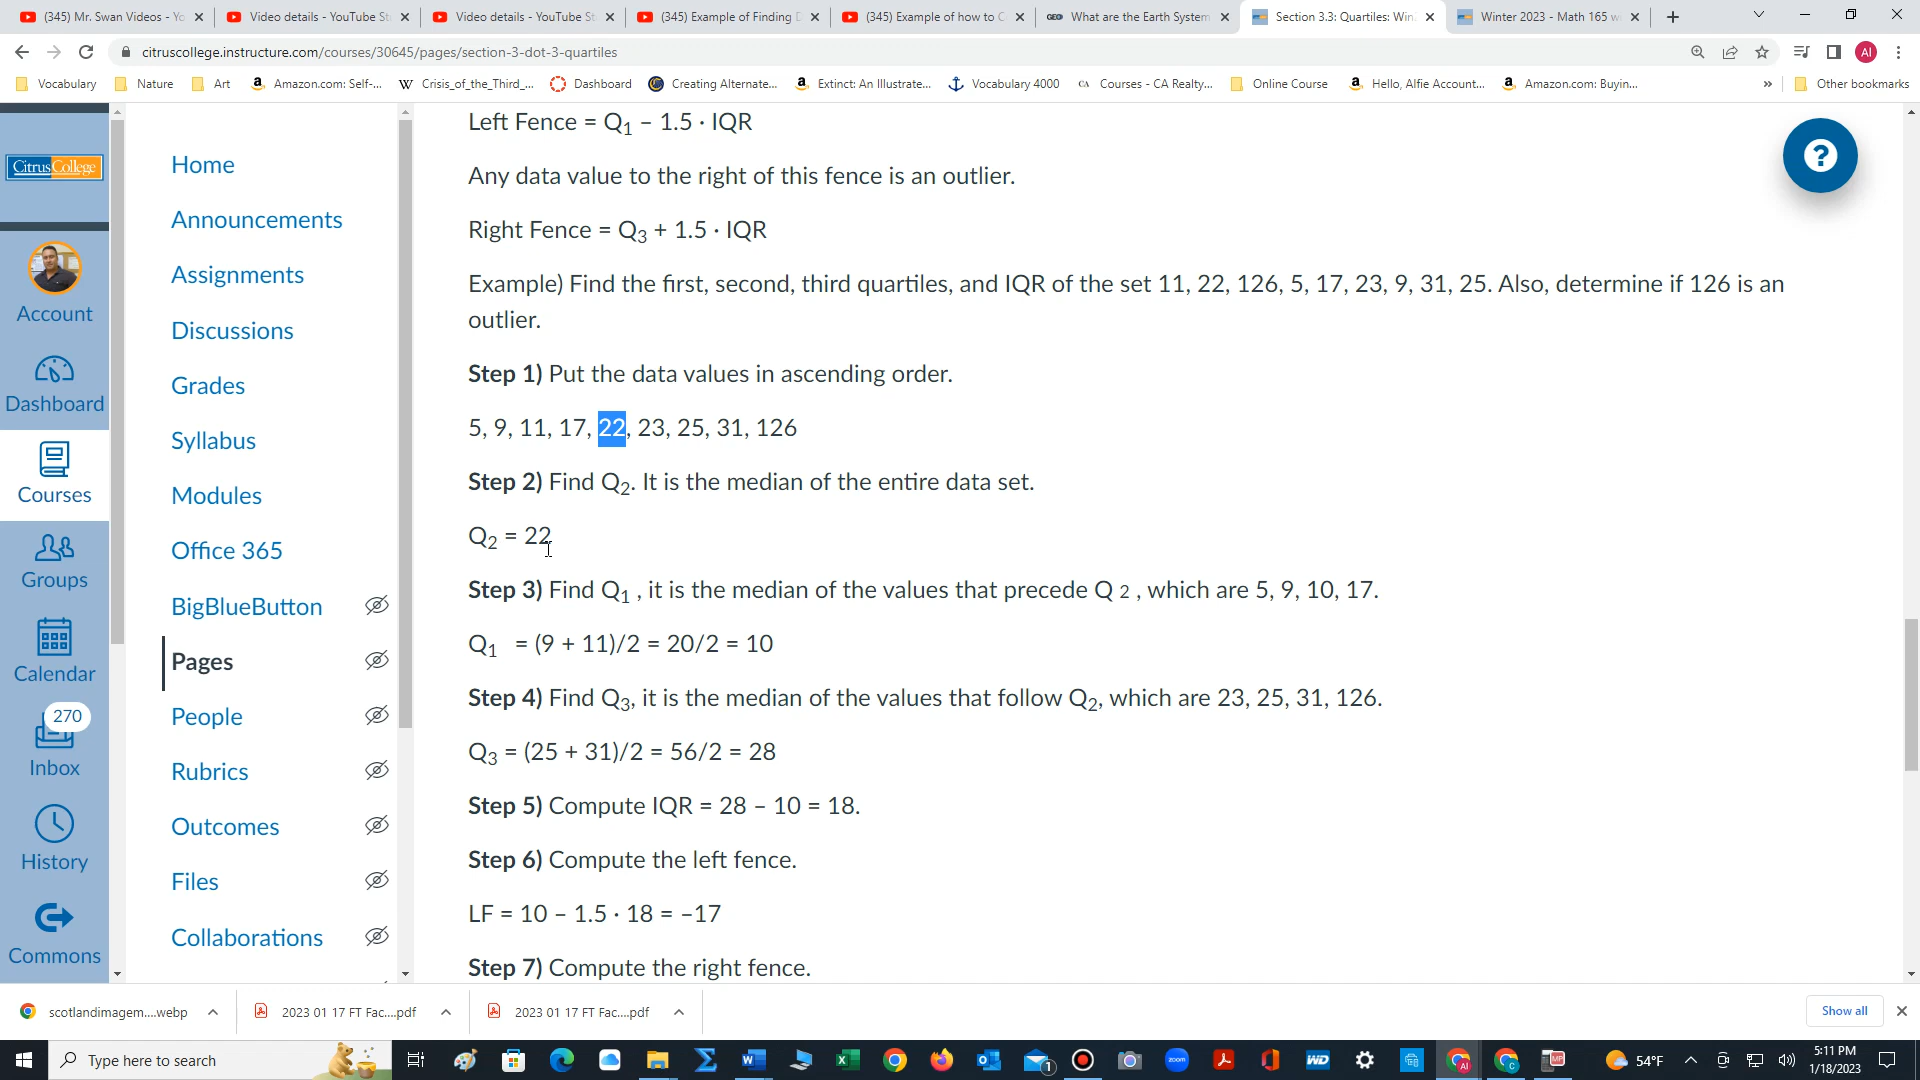 (345) Mr. Swan Videos - Yo
Video details - YouTube St
Video details - YouTube St
(345) Example of Finding D
(345) Example of how to C
GEO What are the Earth System
Section 3.3: Quartiles: Win
Winter 2023 - Math 165 w
citruscollege.instructure.com/courses/30645/pages/section-3-dot-3-quartiles
AI
Vocabulary
Nature
Art
Amazon.com: Self-...
Crisis_of_the_Third_...
Dashboard
Creating Alternate...
Extinct: An Illustrate...
Vocabulary 4000
CA Courses - CA Realty...
Online Course
Hello, Alfie Account...
Amazon.com: Buyin...
»
Other bookmarks
Citrus College
Account
Dashboard
Courses
Groups
Calendar
270
Inbox
History
Commons
Home
Announcements
Assignments
Discussions
Grades
Syllabus
Modules
Office 365
BigBlueButton
Pages
People
Rubrics
Outcomes
Files
Collaborations
Left Fence = Q1 – 1.5 · IQR
Any data value to the right of this fence is an outlier.
Right Fence = Q3 + 1.5 · IQR
Example) Find the first, second, third quartiles, and IQR of the set 11, 22, 126, 5, 17, 23, 9, 31, 25. Also, determine if 126 is an
outlier.
Step 1) Put the data values in ascending order.
5, 9, 11, 17, 22, 23, 25, 31, 126
Step 2) Find Q2. It is the median of the entire data set.
Q2 = 22
Step 3) Find Q1 , it is the median of the values that precede Q 2 , which are 5, 9, 10, 17.
Q1 = (9 + 11)/2 = 20/2 = 10
Step 4) Find Q3, it is the median of the values that follow Q2, which are 23, 25, 31, 126.
Q3 = (25 + 31)/2 = 56/2 = 28
Step 5) Compute IQR = 28 – 10 = 18.
Step 6) Compute the left fence.
LF = 10 – 1.5 · 18 = –17
Step 7) Compute the right fence.
?
scotlandimagem....webp
2023 01 17 FT Fac....pdf
2023 01 17 FT Fac....pdf
Show all
Type here to search
54°F
5:11 PM
1/18/2023